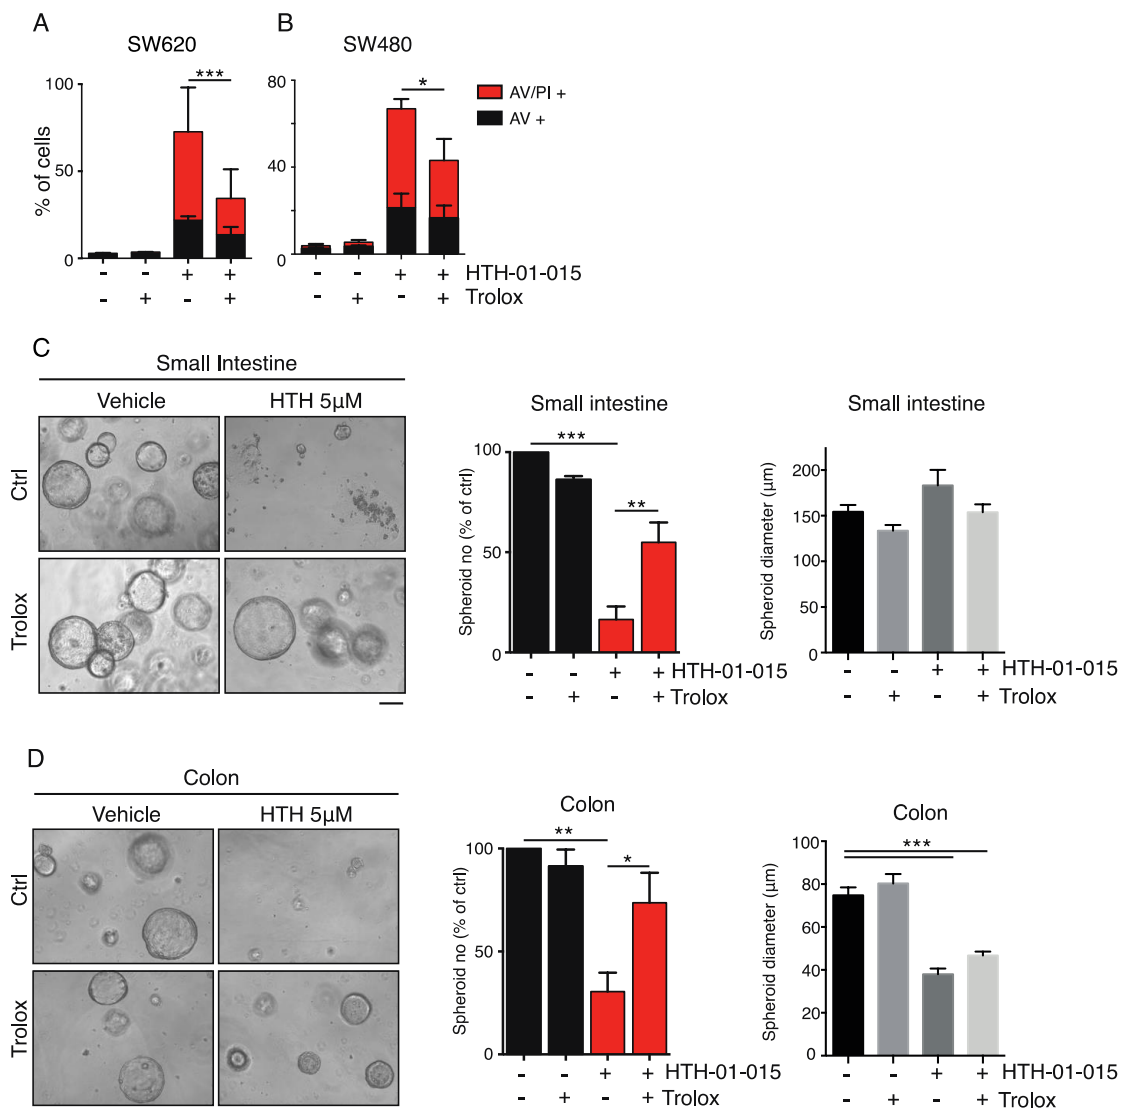 A
B
SW620
SW480
***
*
AV/PI +
AV +
100
50
0
80
40
0
% of cells
- - + + - - + + HTH-01-015
- + - + - + - + Trolox
C
Small Intestine
Vehicle
HTH 5µM
Ctrl
Trolox
Small intestine
***
**
100
50
0
Spheroid no (% of ctrl)
- - + + HTH-01-015
- + - + Trolox
Small intestine
200
150
100
0
Spheroid diameter (µm)
- - + + HTH-01-015
- + - + Trolox
D
Colon
Vehicle
HTH 5µM
Ctrl
Trolox
Colon
**
*
100
50
0
Spheroid no (% of ctrl)
- - + + HTH-01-015
- + - + Trolox
Colon
***
100
80
60
40
20
0
Spheroid diameter (µm)
- - + + HTH-01-015
- + - + Trolox